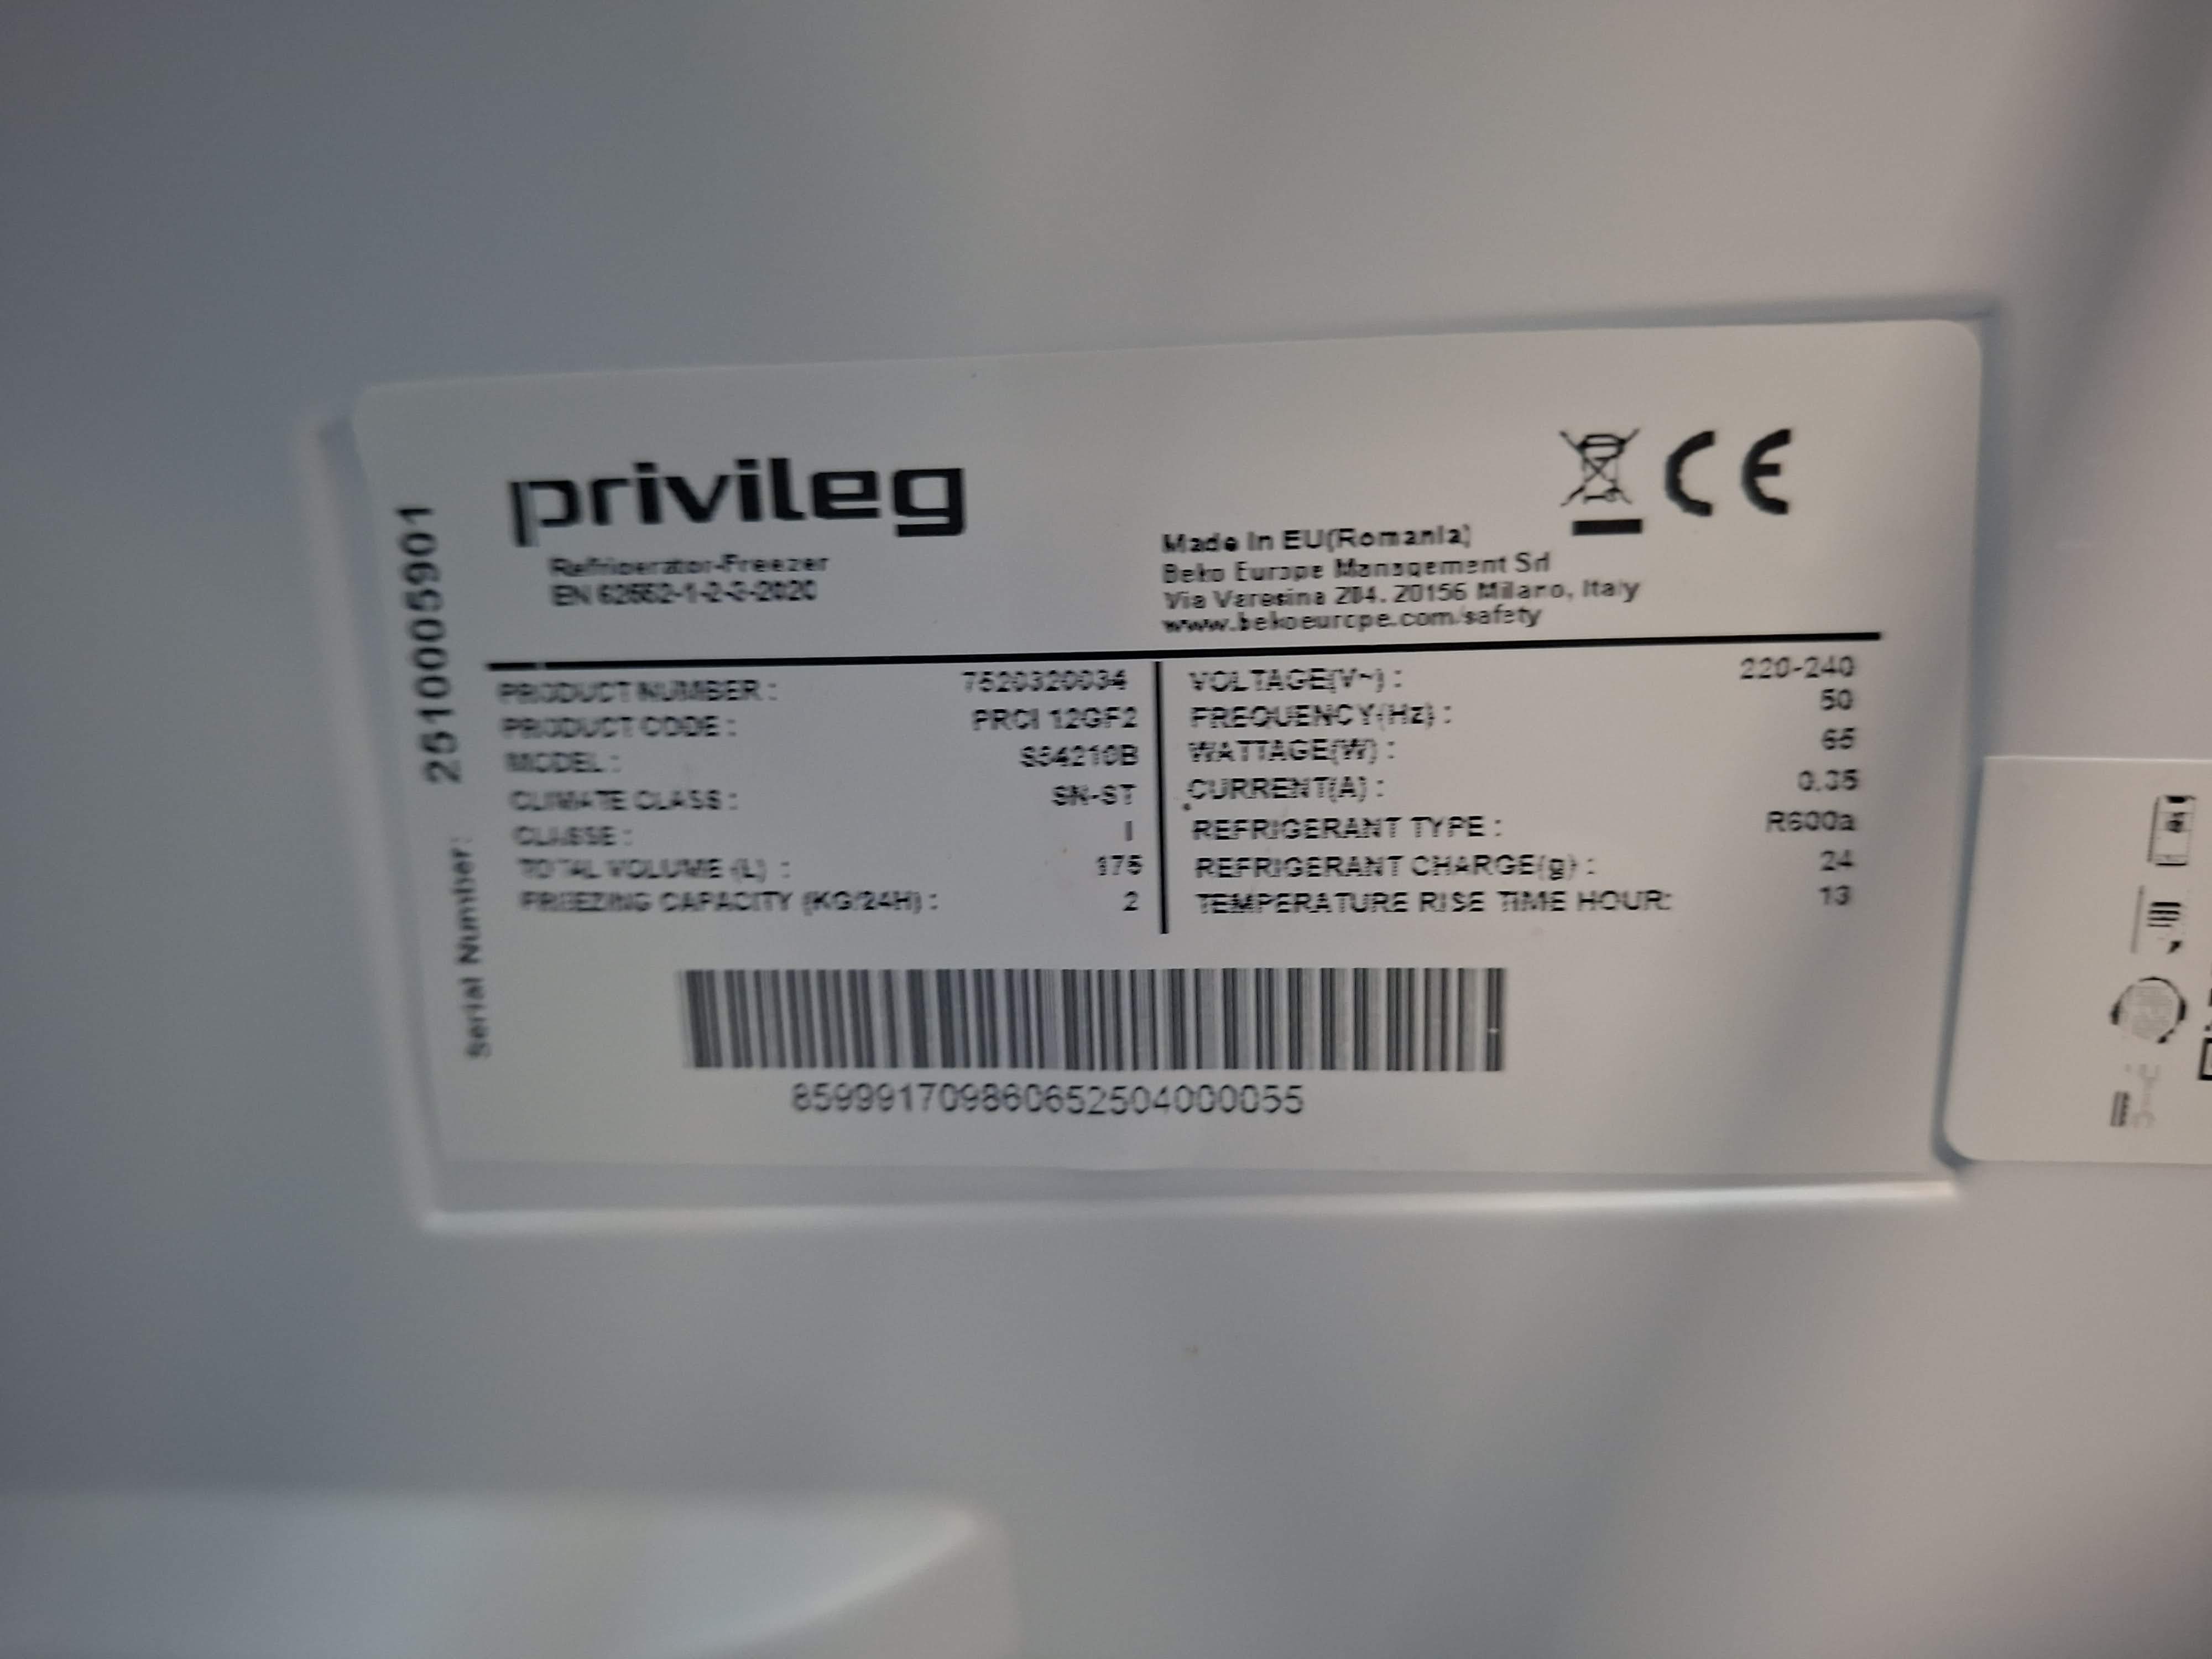 privileg
Refrigerator-Freezer
EN 62552-1-2-3-2020
Made In EU(Romania)
Beko Europe Management Srl
Via Varesina 204. 20156 Milano, Italy
www.bekoeurope.com/safety
CE
Serial Number: 2510005901
PRODUCT NUMBER : 7520320034
PRODUCT CODE : PRCI 12GF2
MODEL :
CLIMATE CLASS : SN-ST
CLASSE : I
TOTAL VOLUME (L) : 175
FREEZING CAPACITY (KG/24H) : 2
VOLTAGE(V~) : 220-240
FREQUENCY(Hz) : 50
WATTAGE(W) : 65
CURRENT(A) : 0.35
REFRIGERANT TYPE : R600a
REFRIGERANT CHARGE(g) : 24
TEMPERATURE RISE TIME HOUR: 13
859991709860652504000055